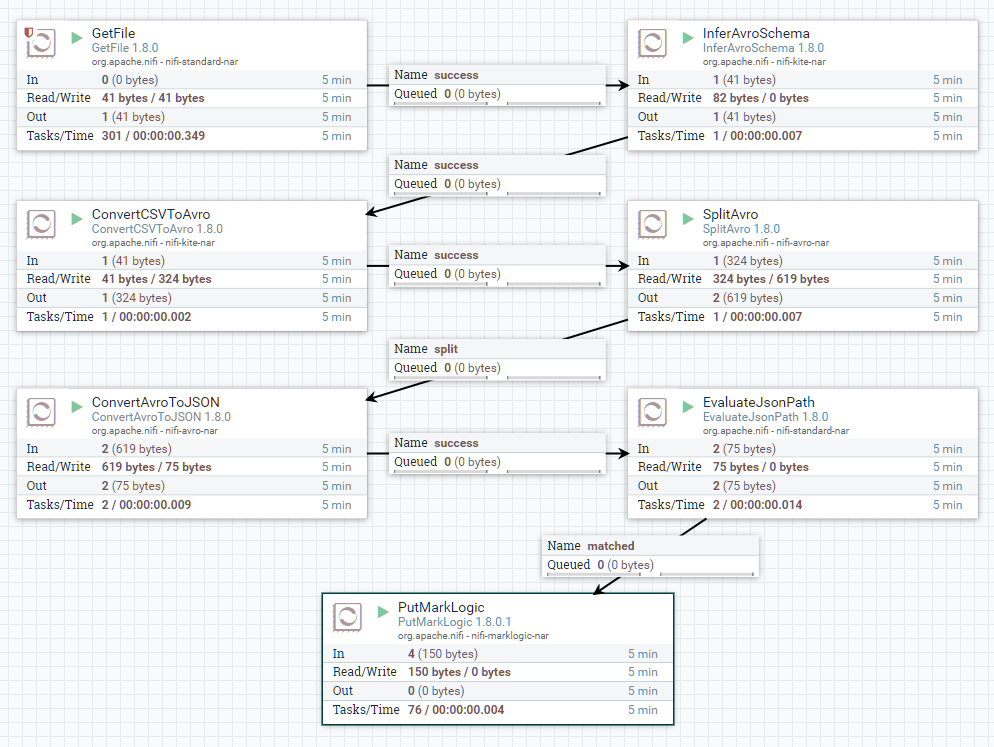 GetFile
GetFile 1.8.0
org.apache.nifi - nifi-standard-nar
In 0 (0 bytes) 5 min
Read/Write 41 bytes / 41 bytes 5 min
Out 1 (41 bytes) 5 min
Tasks/Time 301 / 00:00:00.349 5 min
Name success
Queued 0 (0 bytes)
InferAvroSchema
InferAvroSchema 1.8.0
org.apache.nifi - nifi-kite-nar
In 1 (41 bytes) 5 min
Read/Write 82 bytes / 0 bytes 5 min
Out 1 (41 bytes) 5 min
Tasks/Time 1 / 00:00:00.007 5 min
Name success
Queued 0 (0 bytes)
ConvertCSVToAvro
ConvertCSVToAvro 1.8.0
org.apache.nifi - nifi-kite-nar
In 1 (41 bytes) 5 min
Read/Write 41 bytes / 324 bytes 5 min
Out 1 (324 bytes) 5 min
Tasks/Time 1 / 00:00:00.002 5 min
Name success
Queued 0 (0 bytes)
SplitAvro
SplitAvro 1.8.0
org.apache.nifi - nifi-avro-nar
In 1 (324 bytes) 5 min
Read/Write 324 bytes / 619 bytes 5 min
Out 2 (619 bytes) 5 min
Tasks/Time 1 / 00:00:00.007 5 min
Name split
Queued 0 (0 bytes)
ConvertAvroToJSON
ConvertAvroToJSON 1.8.0
org.apache.nifi - nifi-avro-nar
In 2 (619 bytes) 5 min
Read/Write 619 bytes / 75 bytes 5 min
Out 2 (75 bytes) 5 min
Tasks/Time 2 / 00:00:00.009 5 min
Name success
Queued 0 (0 bytes)
EvaluateJsonPath
EvaluateJsonPath 1.8.0
org.apache.nifi - nifi-standard-nar
In 2 (75 bytes) 5 min
Read/Write 75 bytes / 0 bytes 5 min
Out 2 (75 bytes) 5 min
Tasks/Time 2 / 00:00:00.014 5 min
Name matched
Queued 0 (0 bytes)
PutMarkLogic
PutMarkLogic 1.8.0.1
org.apache.nifi - nifi-marklogic-nar
In 4 (150 bytes) 5 min
Read/Write 150 bytes / 0 bytes 5 min
Out 0 (0 bytes) 5 min
Tasks/Time 76 / 00:00:00.004 5 min